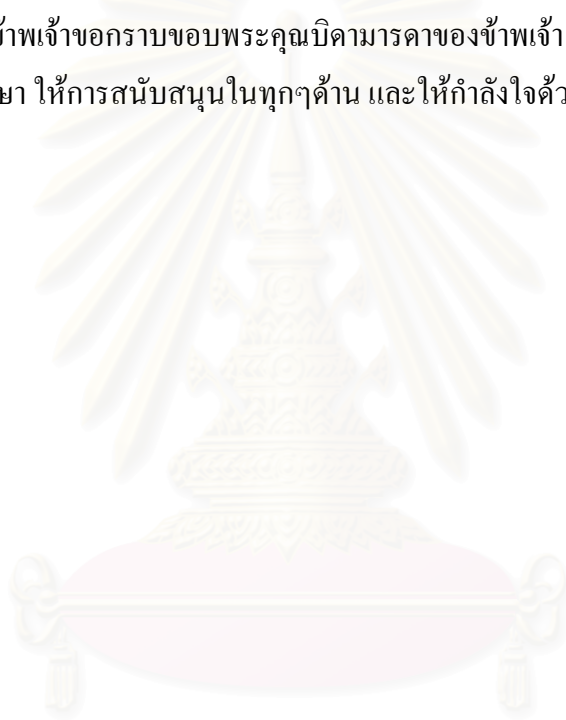 ข้าพเจ้าขอกราบขอบพระคุณบิดามารดาของข้าพเจ้า
ให้การสนับสนุนในทุกๆด้าน และให้กำลังใจด้วย